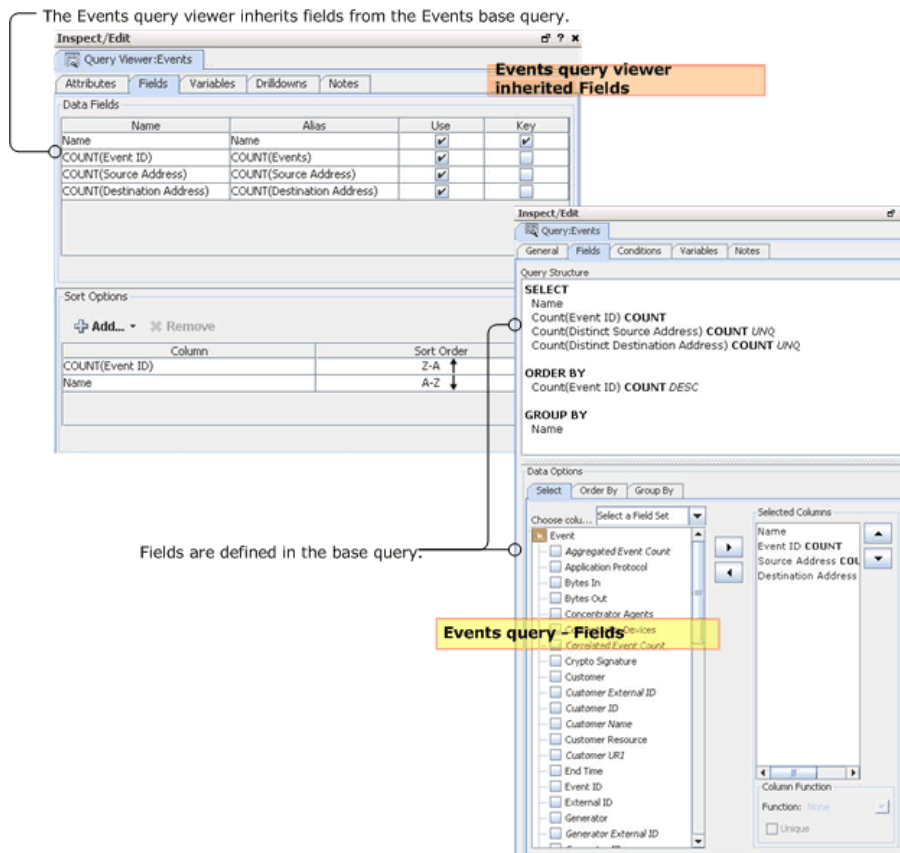 The Events query viewer inherits fields from the Events base query.
Inspect/Edit
Query Viewer:Events
Attributes Fields Variables Drilldowns Notes
Events query viewer
inherited Fields
Data Fields
Name Alias Use Key
Name Name
COUNT(Event ID) COUNT(Events)
COUNT(Source Address) COUNT(Source Address)
COUNT(Destination Address) COUNT(Destination Address)
Sort Options
Add... Remove
Column Sort Order
COUNT(Event ID) Z-A
Name A-Z
Inspect/Edit
Query:Events
General Fields Conditions Variables Notes
Query Structure
SELECT
Name
Count(Event ID) COUNT
Count(Distinct Source Address) COUNT UNQ
Count(Distinct Destination Address) COUNT UNQ
ORDER BY
Count(Event ID) COUNT DESC
GROUP BY
Name
Data Options
Select Order By Group By
Choose colu... Select a Field Set
Fields are defined in the base query.
Event
Aggregated Event Count
Application Protocol
Bytes In
Bytes Out
Concentrator Agents
Devices
Events query - Fields
Correlated Event Count
Crypto Signature
Customer
Customer External ID
Customer ID
Customer Name
Customer Resource
Customer URI
End Time
Event ID
External ID
Generator
Generator External ID
Selected Columns
Name
Event ID COUNT
Source Address COU
Destination Address
Column Function
Function: None
Unique